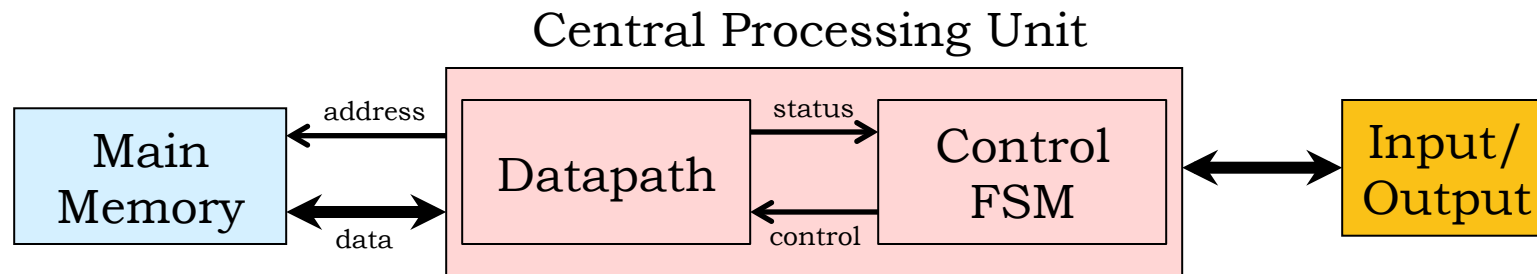 Central Processing Unit
address
Main
Memory
data
Datapath
status
control
Control
FSM
Input/
Output